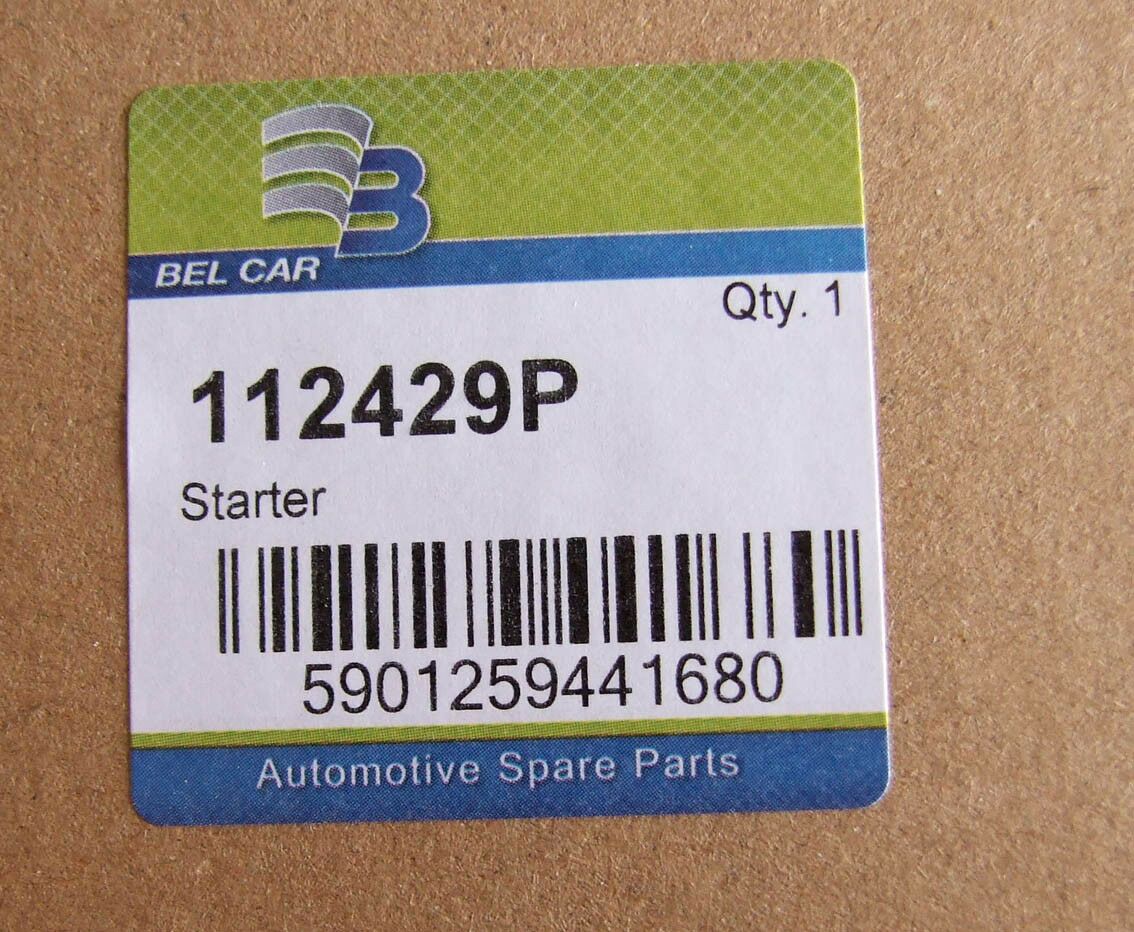 B
BEL CAR
Qty. 1
112429P
Starter
5901259441680
Automotive Spare Parts